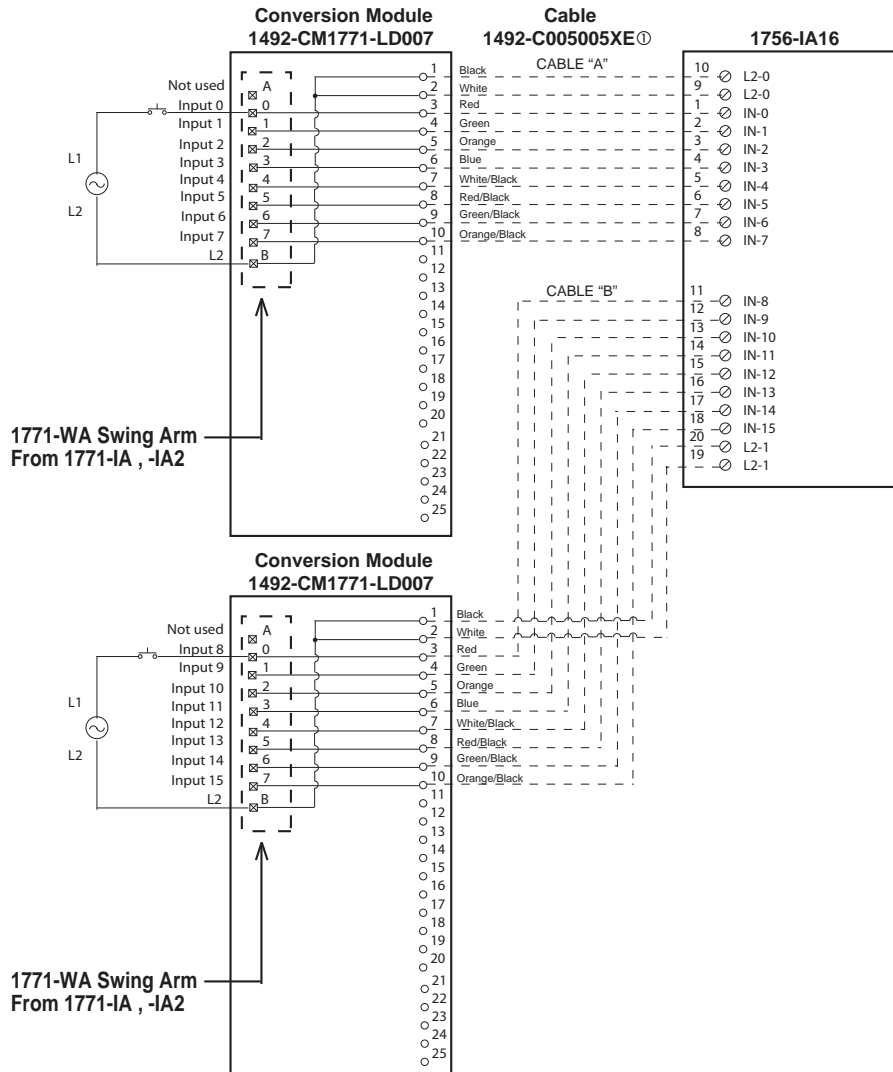 Conversion Module
1492-CM1771-LD007
Cable
1492-C005005XE①
1756-IA16
CABLE “A”
Not used A
Input 0 0
Input 1 1
Input 2 2
Input 3 3
Input 4 4
Input 5 5
Input 6 6
Input 7 7
L2 B
L1
L2
1 Black 10 L2-0
2 White 9 L2-0
3 Red 1 IN-0
4 Green 2 IN-1
5 Orange 3 IN-2
6 Blue 4 IN-3
7 White/Black 5 IN-4
8 Red/Black 6 IN-5
9 Green/Black 7 IN-6
10 Orange/Black 8 IN-7
11
12
13
14
15
16
17
18
19
20
21
22
23
24
25
CABLE “B”
11 IN-8
12 IN-9
13 IN-10
14 IN-11
15 IN-12
16 IN-13
17 IN-14
18 IN-15
20 L2-1
19 L2-1
1771-WA Swing Arm
From 1771-IA , -IA2
Conversion Module
1492-CM1771-LD007
Not used A
Input 8 0
Input 9 1
Input 10 2
Input 11 3
Input 12 4
Input 13 5
Input 14 6
Input 15 7
L2 B
L1
L2
1 Black
2 White
3 Red
4 Green
5 Orange
6 Blue
7 White/Black
8 Red/Black
9 Green/Black
10 Orange/Black
11
12
13
14
15
16
17
18
19
20
21
22
23
24
25
1771-WA Swing Arm
From 1771-IA , -IA2